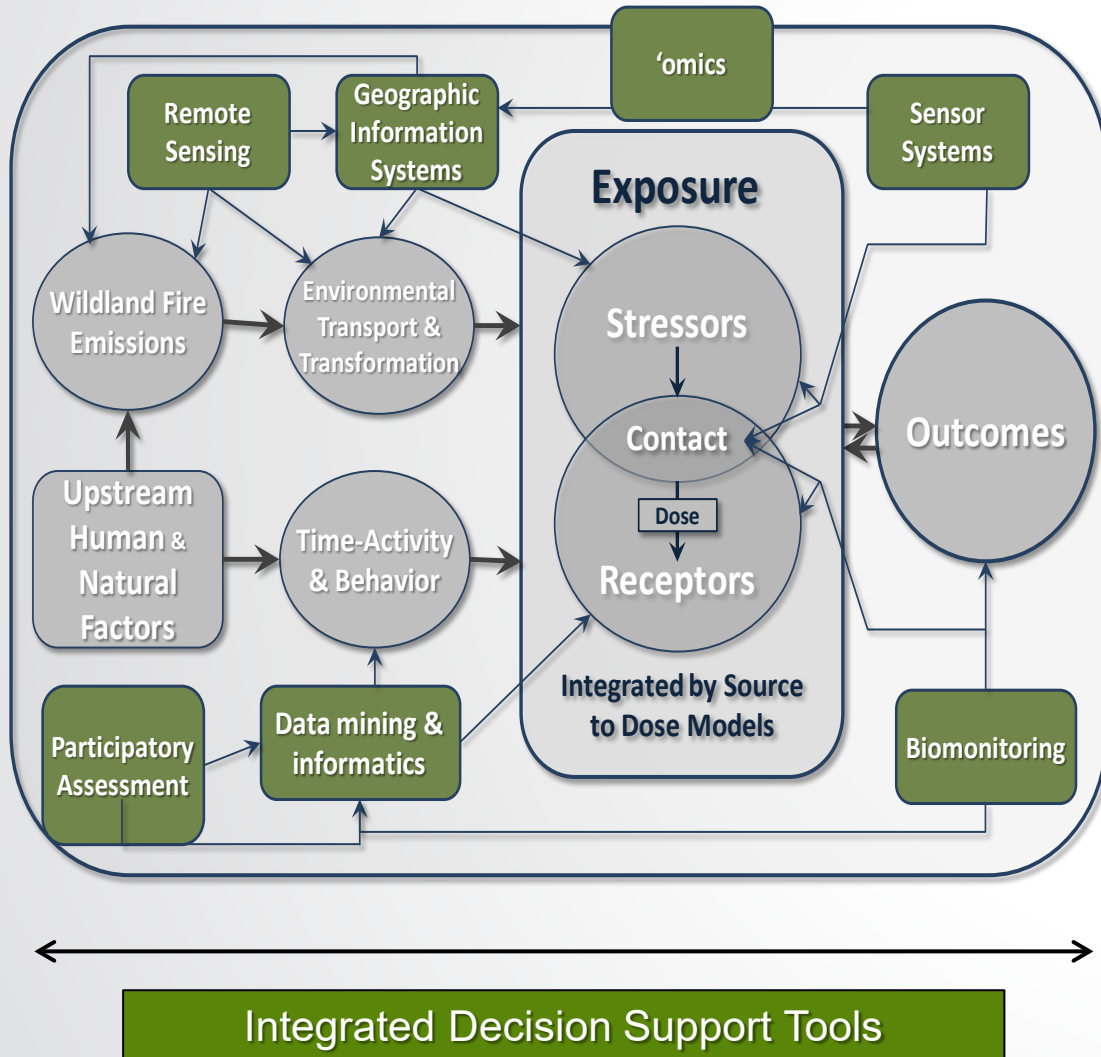 ‘omics
Remote
Sensing
Geographic
Information
Systems
Sensor
Systems
Exposure
Wildland Fire
Emissions
Environmental
Transport &
Transformation
Stressors
Contact
Dose
Receptors
Outcomes
Upstream
Human &
Natural
Factors
Time-Activity
& Behavior
Integrated by Source
to Dose Models
Participatory
Assessment
Data mining &
informatics
Biomonitoring
Integrated Decision Support Tools